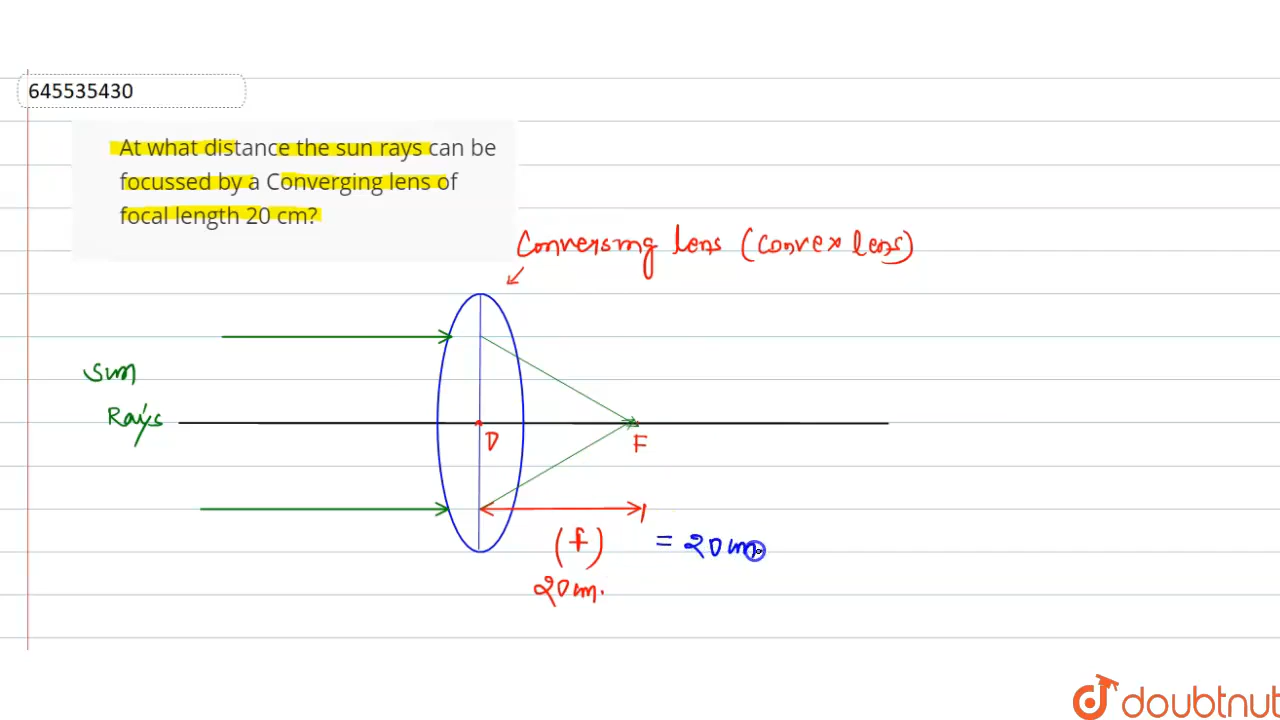 645535430
At what distance the sun rays can be
focussed by a Converging lens of
focal length 20 cm?
Conversing lens (convex lens)
Sun
Rays
O
F
(f) = 20cm.
20cm.
doubtnut